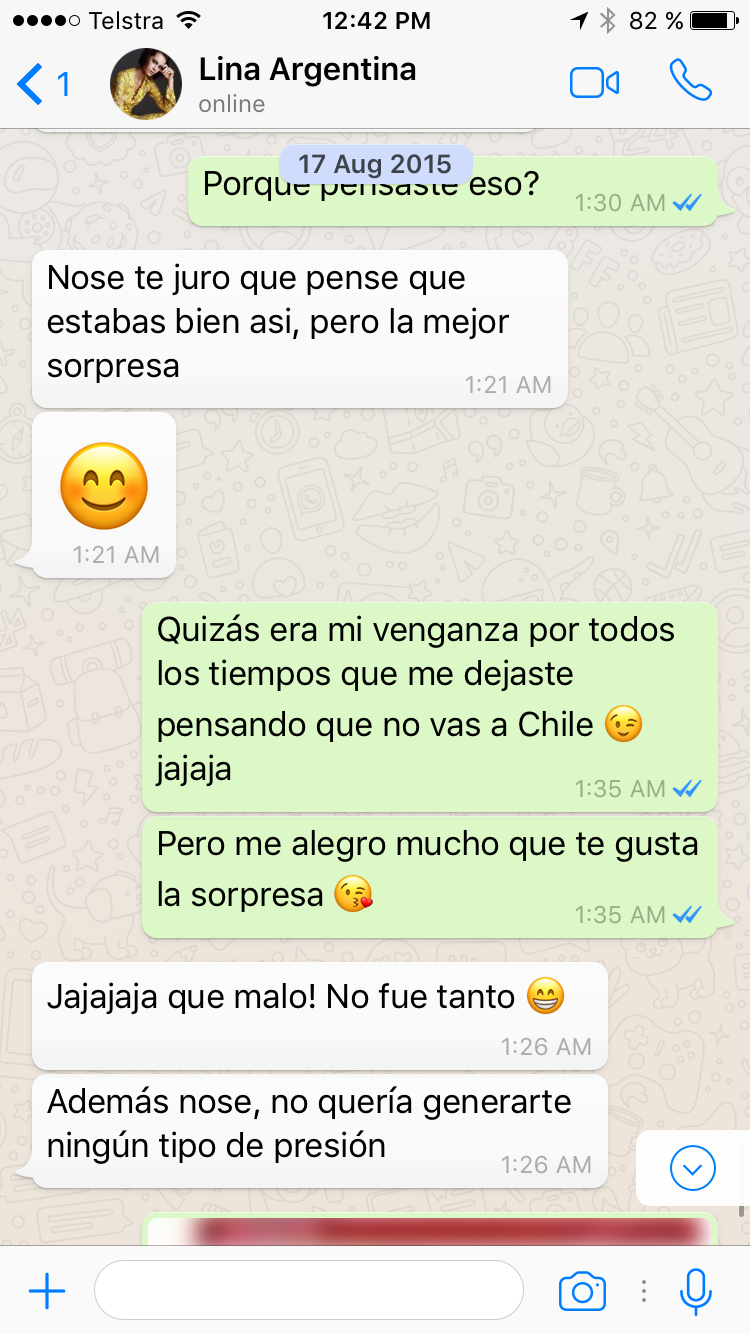 Telstra 12:42 PM 82 %
1 Lina Argentina
online
17 Aug 2015
Porque pensaste eso?
1:30 AM
Nose te juro que pense que
estabas bien asi, pero la mejor
sorpresa
1:21 AM
😊
1:21 AM
Quizás era mi venganza por todos
los tiempos que me dejaste
pensando que no vas a Chile 😉
jajaja
1:35 AM
Pero me alegro mucho que te gusta
la sorpresa 😘
1:35 AM
Jajajaja que malo! No fue tanto 😁
1:26 AM
Además nose, no quería generarte
ningún tipo de presión
1:26 AM